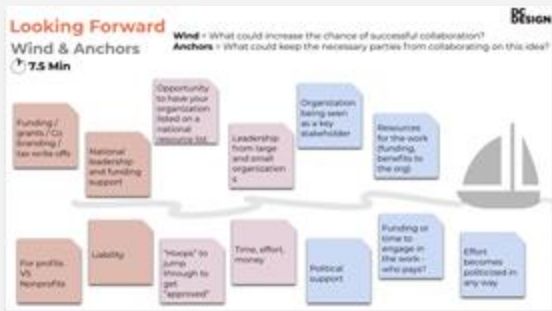 Looking Forward
Wind & Anchors
7.5 Min
Wind = What could increase the chance of successful collaboration?
Anchors = What could keep the necessary parties from collaborating on this idea?
DC
DESIGN
Funding /
grants / Co
branding /
tax write offs
National
leadership
and funding
support
Opportunity
to have your
organization
listed on a
national
resource list
Leadership
from large
and small
organization
s
Organization
being seen
as a key
stakeholder
Resources
for the work
(funding,
benefits to
the org)
For profits
VS
Nonprofits
Liability
"Hoops" to
jump
through to
get
"approved"
Time, effort,
money
Political
support
Funding or
time to
engage in
the work -
who pays?
Effort
becomes
politicized in
any way